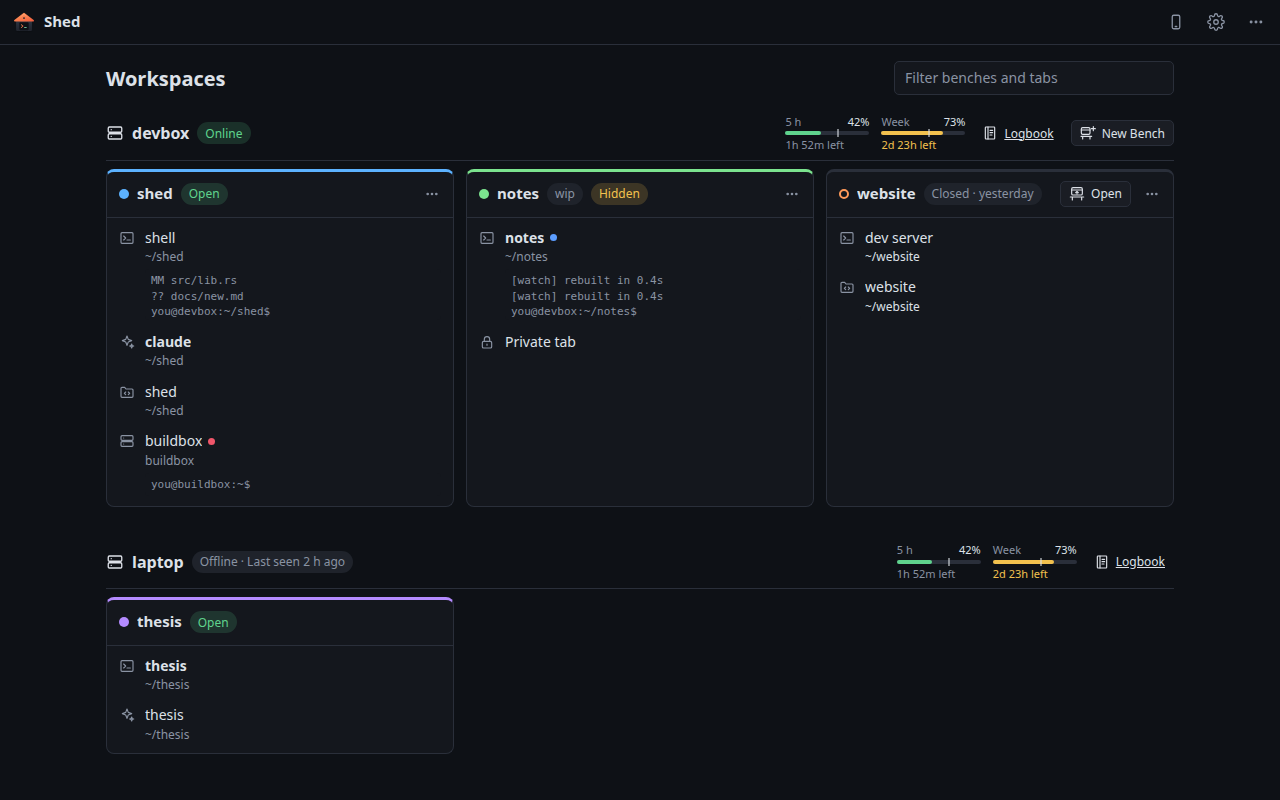 Shed
Workspaces
Filter benches and tabs
devbox Online
5 h 42%
1h 52m left
Week 73%
2d 23h left
Logbook
New Bench
shed Open
shell
~/shed
MM src/lib.rs
?? docs/new.md
you@devbox:~/shed$
claude
~/shed
shed
~/shed
buildbox
buildbox
you@buildbox:~$
notes wip Hidden
notes
~/notes
[watch] rebuilt in 0.4s
[watch] rebuilt in 0.4s
you@devbox:~/notes$
Private tab
website Closed · yesterday Open
dev server
~/website
website
~/website
laptop Offline · Last seen 2 h ago
5 h 42%
1h 52m left
Week 73%
2d 23h left
Logbook
thesis Open
thesis
~/thesis
thesis
~/thesis